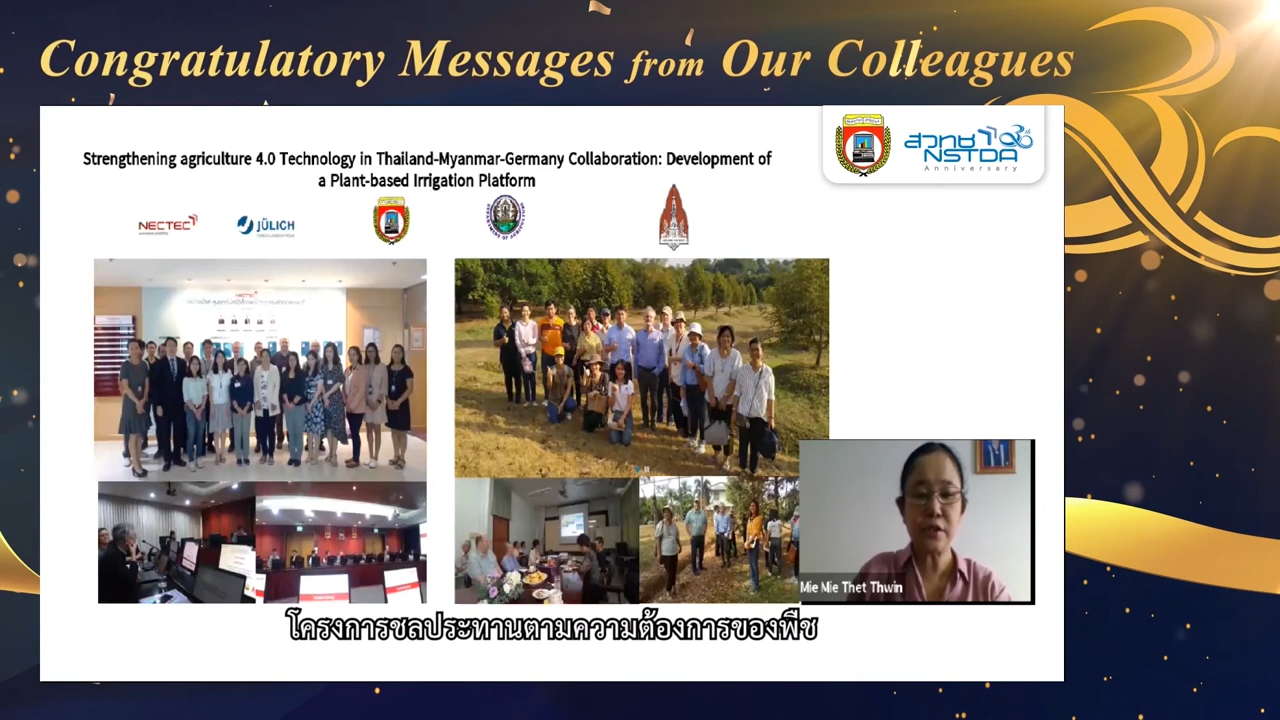 Congratulatory Messages from Our Colleagues
Strengthening agriculture 4.0 Technology in Thailand-Myanmar-Germany Collaboration: Development of
a Plant-based Irrigation Platform
สวทช
NSTDA
Anniversary
NECTEC
JÜLICH
NECTEC
Mie Mie Thet Thwin
โครงการชลประทานตามความต้องการของพืช